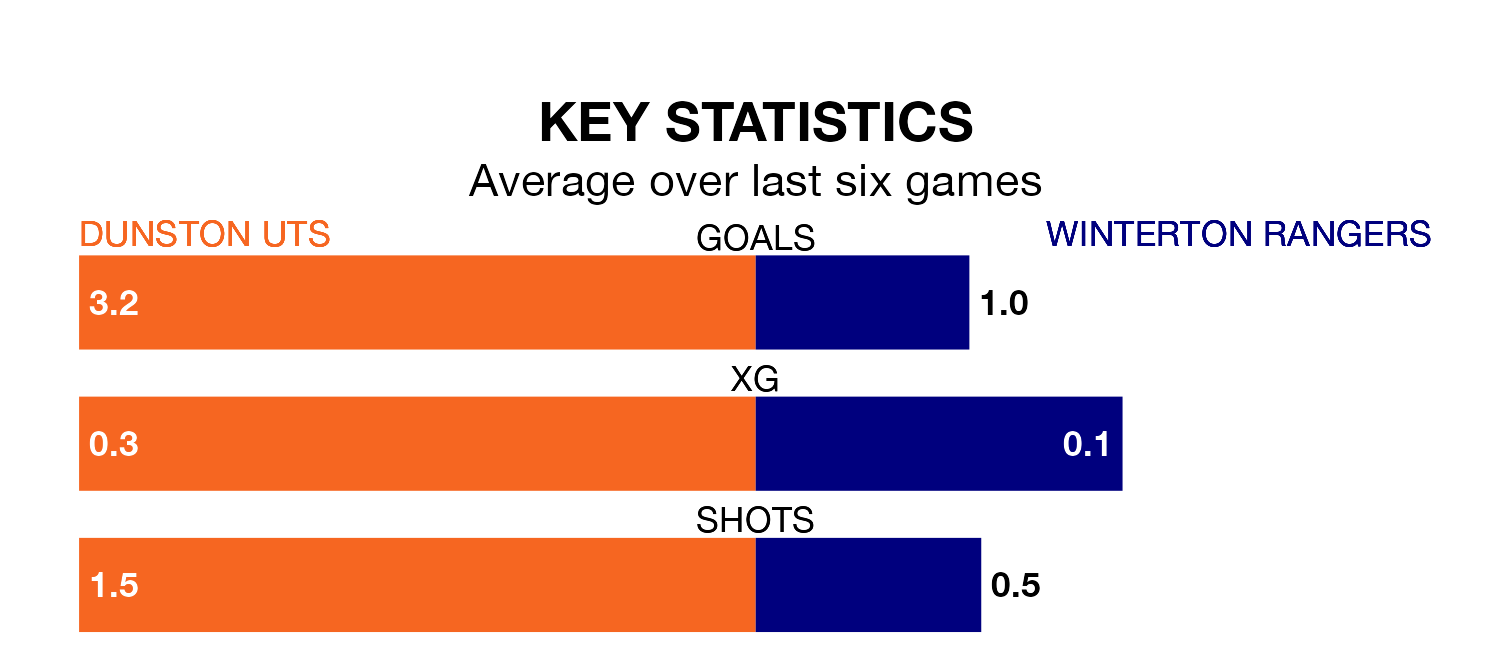 KEY STATISTICS
Average over last six games
DUNSTON UTS
GOALS
WINTERTON RANGERS
3.2
1.0
XG
0.3
0.1
SHOTS
1.5
0.5